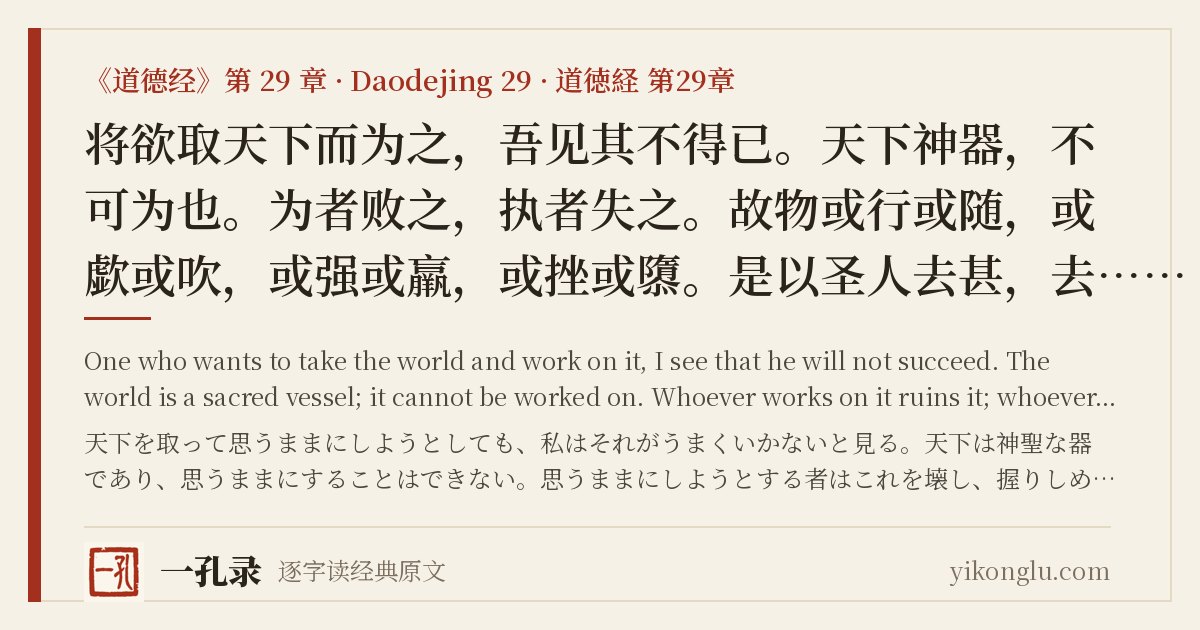 《道德经》第 29 章 · Daodejing 29 · 道徳経 第29章
将欲取天下而为之，吾见其不得已。天下神器，不
可为也。为者败之，执者失之。故物或行或随，或
歔或吹，或强或羸，或挫或隳。是以圣人去甚，去……
One who wants to take the world and work on it, I see that he will not succeed. The
world is a sacred vessel; it cannot be worked on. Whoever works on it ruins it; whoever...
天下を取って思うままにしようとしても、私はそれがうまくいかないと見る。天下は神聖な器
であり、思うままにすることはできない。思うままにしようとする者はこれを壊し、握りしめ…
一孔
一孔录 逐字读经典原文
yikonglu.com